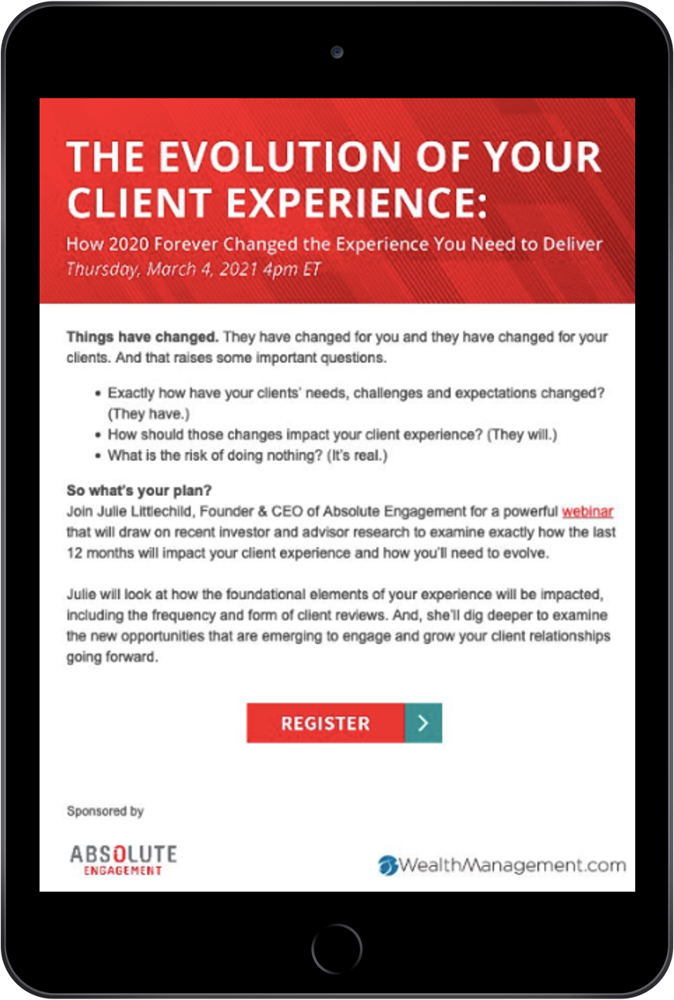 THE EVOLUTION OF YOUR
CLIENT EXPERIENCE:
How 2020 Forever Changed the Experience You Need to Deliver
Thursday, March 4, 2021 4pm ET
Things have changed. They have changed for you and they have changed for your
clients. And that raises some important questions.
• Exactly how have your clients' needs, challenges and expectations changed?
(They have.)
• How should those changes impact your client experience? (They will.)
• What is the risk of doing nothing? (It's real.)
So what's your plan?
Join Julie Littlechild, Founder & CEO of Absolute Engagement for a powerful webinar
that will draw on recent investor and advisor research to examine exactly how the last
12 months will impact your client experience and how you'll need to evolve.
Julie will look at how the foundational elements of your experience will be impacted,
including the frequency and form of client reviews. And, she'll dig deeper to examine
the new opportunities that are emerging to engage and grow your client relationships
going forward.
REGISTER >
Sponsored by
ABSOLUTE
ENGAGEMENT
WealthManagement.com